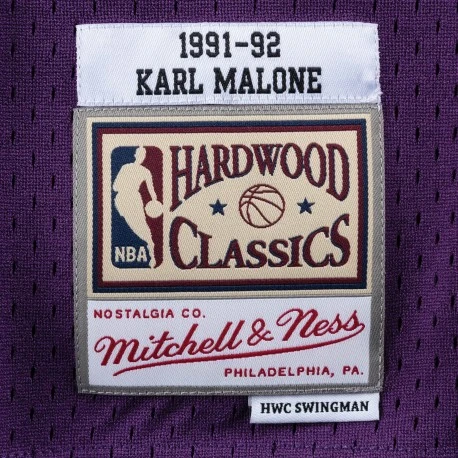 1991-92
KARL MALONE
HARDWOOD
NBA
CLASSICS
NOSTALGIA CO.
Mitchell & Ness
PHILADELPHIA, PA.
HWC SWINGMAN